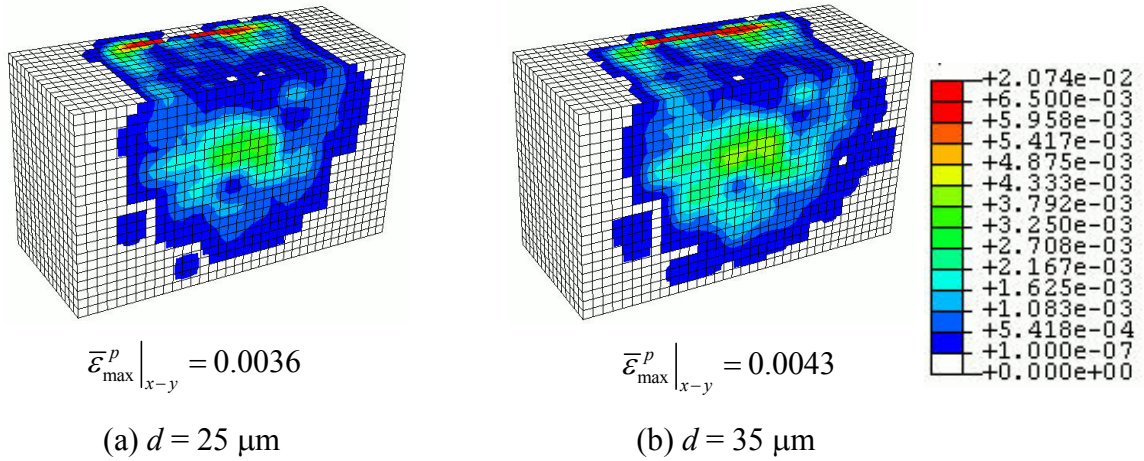 +2.074e-02
+6.500e-03
+5.958e-03
+5.417e-03
+4.875e-03
+4.333e-03
+3.792e-03
+3.250e-03
+2.708e-03
+2.167e-03
+1.625e-03
+1.083e-03
+5.418e-04
+1.000e-07
+0.000e+00
ε̄ᵖmax|x−y = 0.0036
ε̄ᵖmax|x−y = 0.0043
(a) d = 25 μm
(b) d = 35 μm